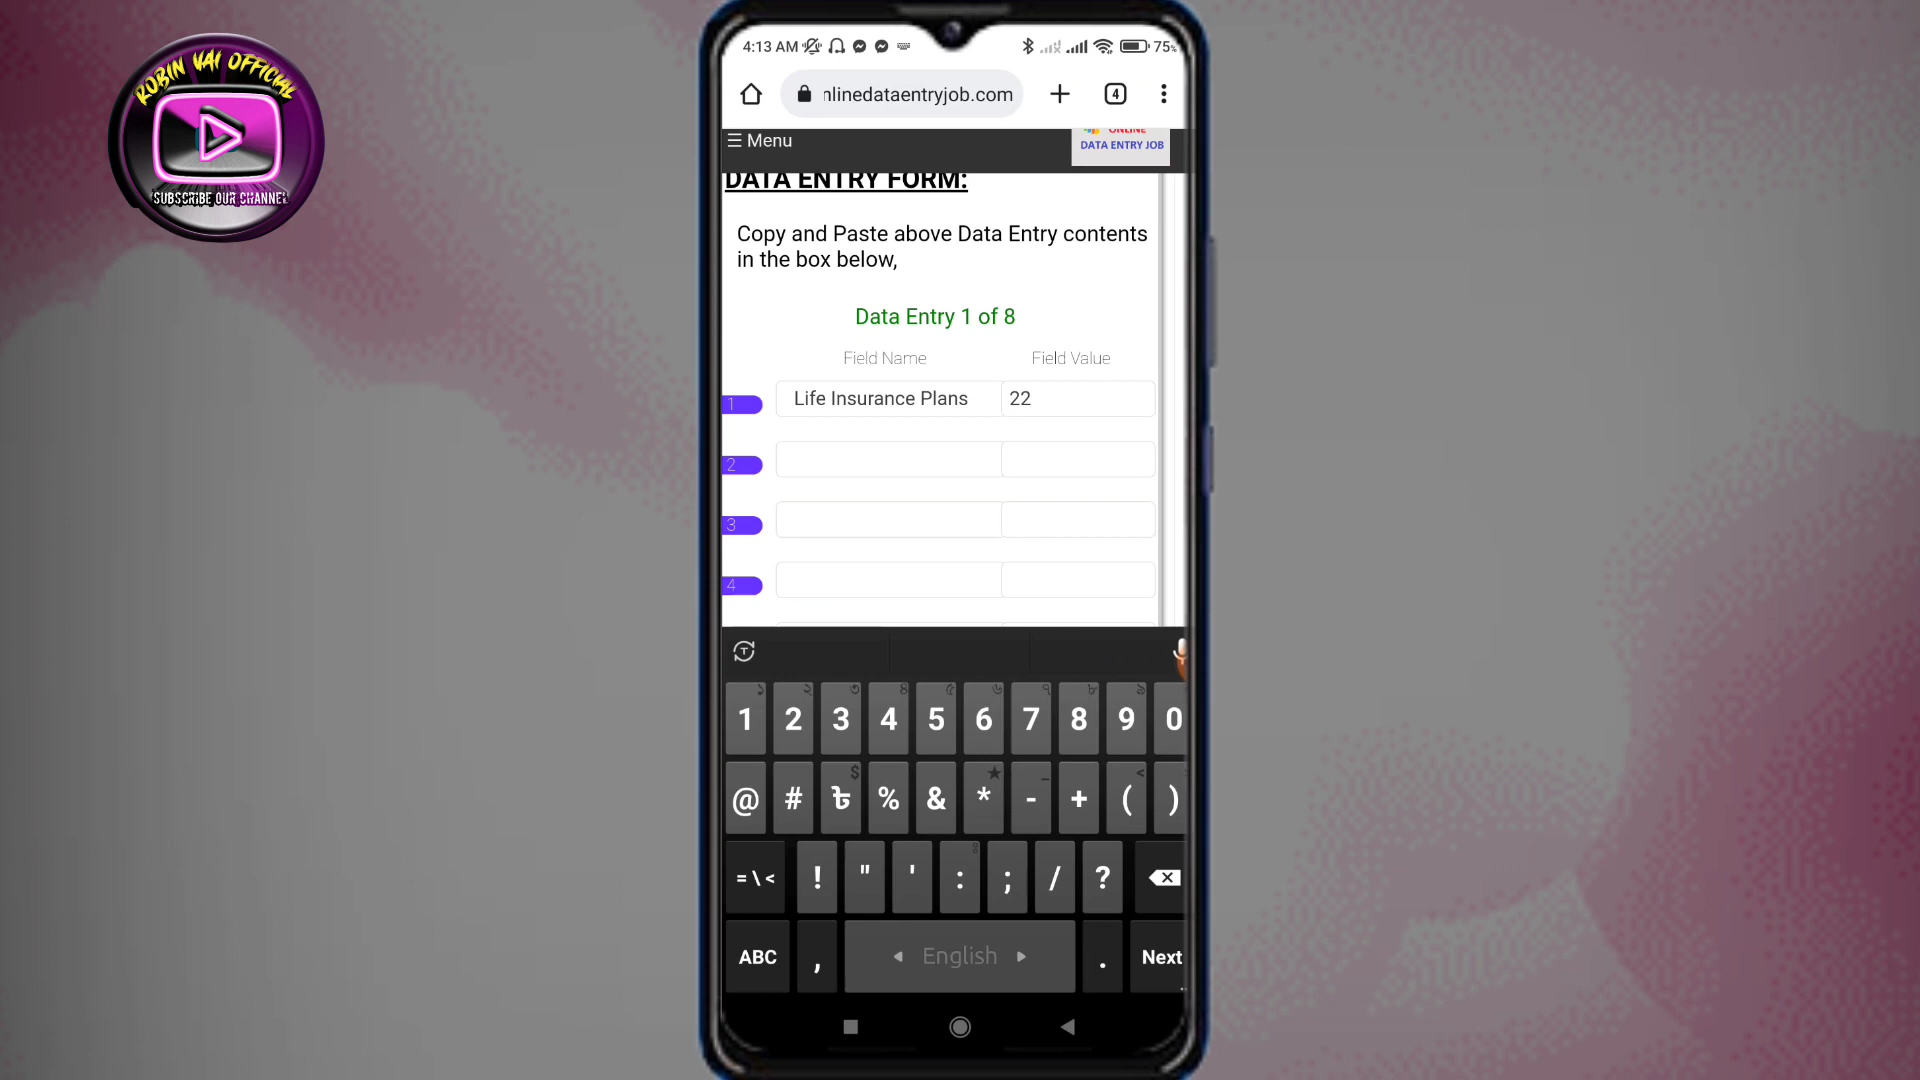 ROBIN VAI OFFICIAL
SUBSCRIBE OUR CHANNEL
4:13 AM
75%
nlinedataentryjob.com
4
☰ Menu
ONLINE
DATA ENTRY JOB
DATA ENTRY FORM:
Copy and Paste above Data Entry contents
in the box below,
Data Entry 1 of 8
Field Name Field Value
1 Life Insurance Plans 22
2
3
4
1 2 3 4 5 6 7 8 9 0
@ # ৳ % & * - + ( )
= \ < ! " ' : ; / ?
ABC , English . Next